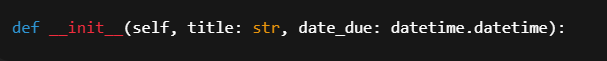 def __init__(self, title: str, date_due: datetime.datetime):